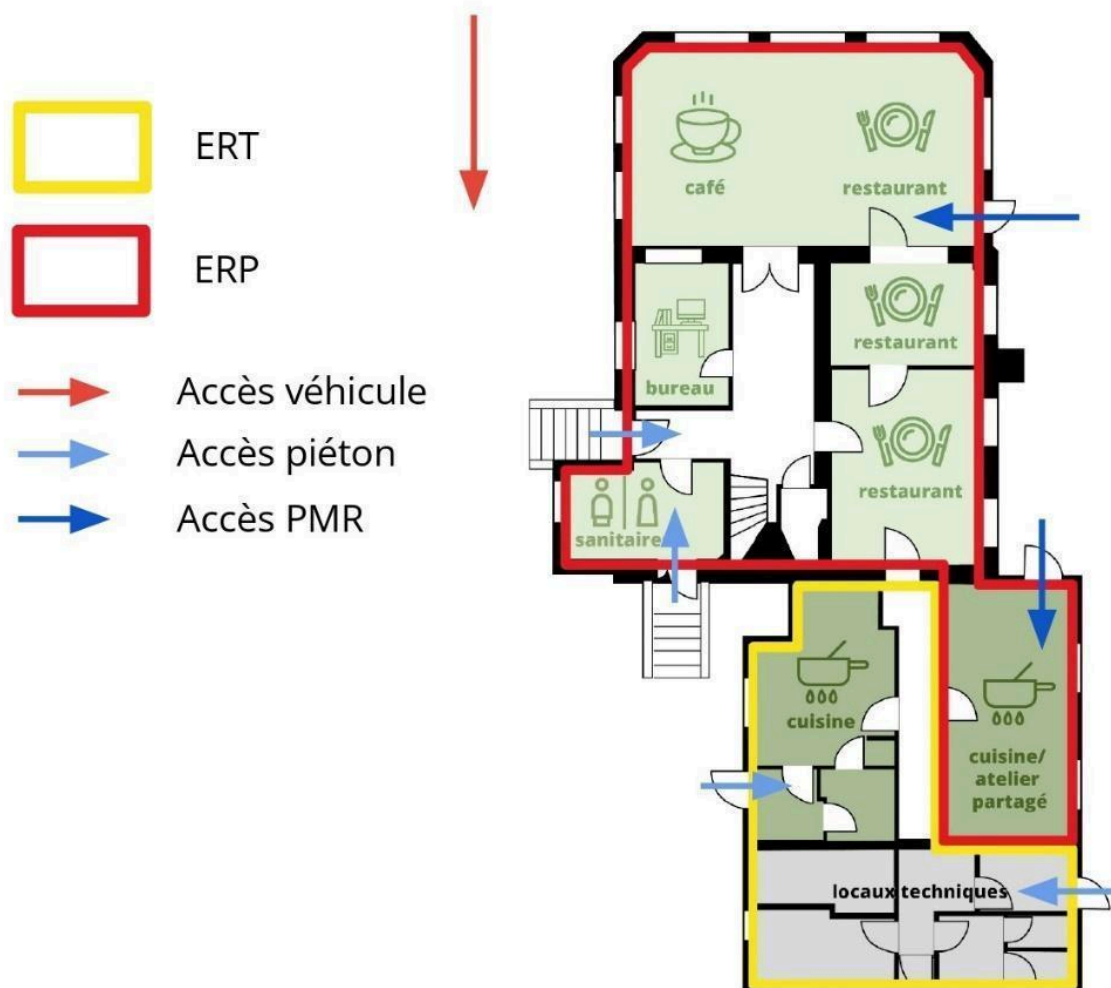 ERT
ERP
Accès véhicule
Accès piéton
Accès PMR
café
restaurant
restaurant
bureau
restaurant
sanitaire
cuisine
cuisine/
atelier
partagé
locaux techniques